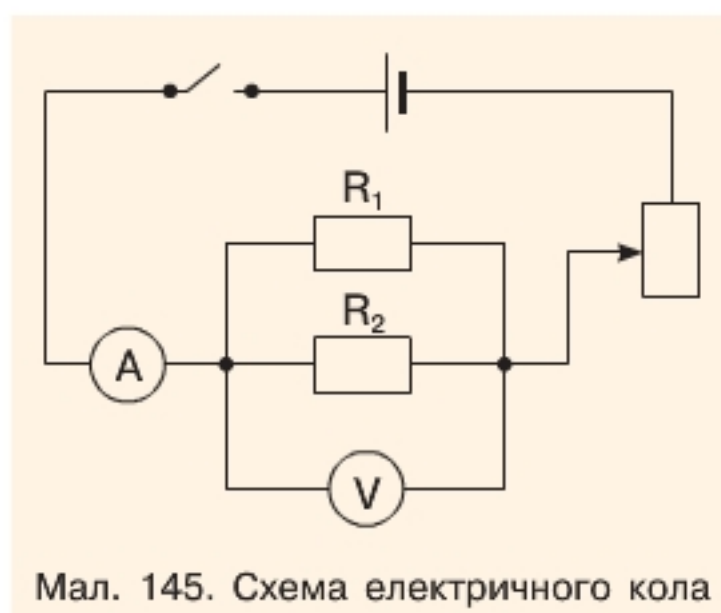 R₁
R₂
A
V
Мал. 145. Схема електричного кола